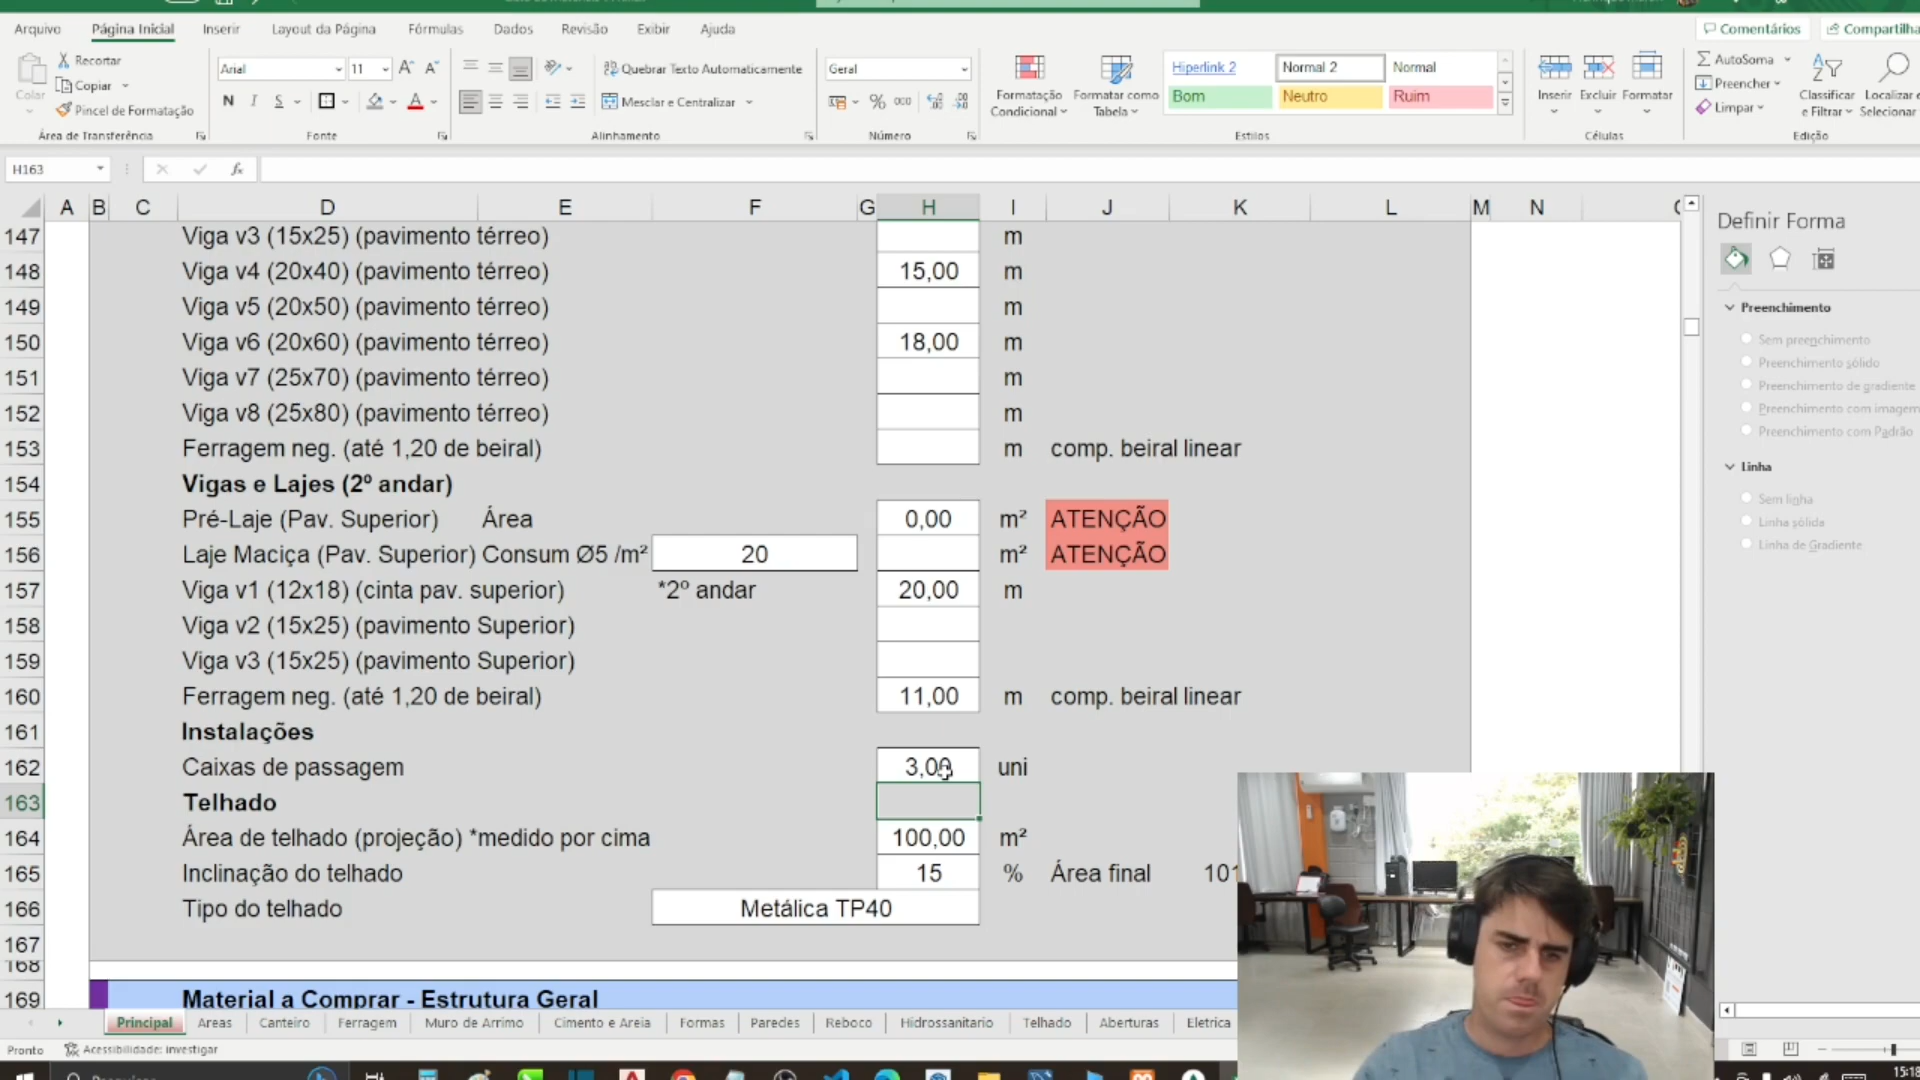 Arquivo Página Inicial Inserir Layout da Página Fórmulas Dados Revisão Exibir Ajuda Comentários
Recortar
Copiar
Pincel de Formatação
Colar
Área de Transferência
Arial 11
N I S
Fonte
Quebrar Texto Automaticamente
Mesclar e Centralizar
Alinhamento
Geral
% 000
Número
Formatação Condicional
Formatar como Tabela
Hiperlink 2 Normal 2 Normal
Bom Neutro Ruim
Estilos
Inserir Excluir Formatar
Células
AutoSoma
Preencher
Limpar
Classificar e Filtrar
Localizar Selecionar
Edição
H163 fx
A B C D E F G H I J K L M N
147 Viga v3 (15x25) (pavimento térreo) m
148 Viga v4 (20x40) (pavimento térreo) 15,00 m
149 Viga v5 (20x50) (pavimento térreo) m
150 Viga v6 (20x60) (pavimento térreo) 18,00 m
151 Viga v7 (25x70) (pavimento térreo) m
152 Viga v8 (25x80) (pavimento térreo) m
153 Ferragem neg. (até 1,20 de beiral) m comp. beiral linear
154 Vigas e Lajes (2º andar)
155 Pré-Laje (Pav. Superior) Área 0,00 m² ATENÇÃO
156 Laje Maciça (Pav. Superior) Consum Ø5 /m² 20 m² ATENÇÃO
157 Viga v1 (12x18) (cinta pav. superior) *2º andar 20,00 m
158 Viga v2 (15x25) (pavimento Superior)
159 Viga v3 (15x25) (pavimento Superior)
160 Ferragem neg. (até 1,20 de beiral) 11,00 m comp. beiral linear
161 Instalações
162 Caixas de passagem 3,00 uni
163 Telhado
164 Área de telhado (projeção) *medido por cima 100,00 m²
165 Inclinação do telhado 15 % Área final 101
166 Tipo do telhado Metálica TP40
167
168
169 Material a Comprar - Estrutura Geral
Principal Areas Canteiro Ferragem Muro de Arrimo Cimento e Areia Formas Paredes Reboco Hidrossanitario Telhado Aberturas Eletrica
Pronto Acessibilidade: investigar
Definir Forma
Preenchimento
Sem preenchimento
Preenchimento sólido
Preenchimento de gradiente
Preenchimento com imagem
Preenchimento com Padrão
Linha
Sem linha
Linha sólida
Linha de Gradiente
15:18